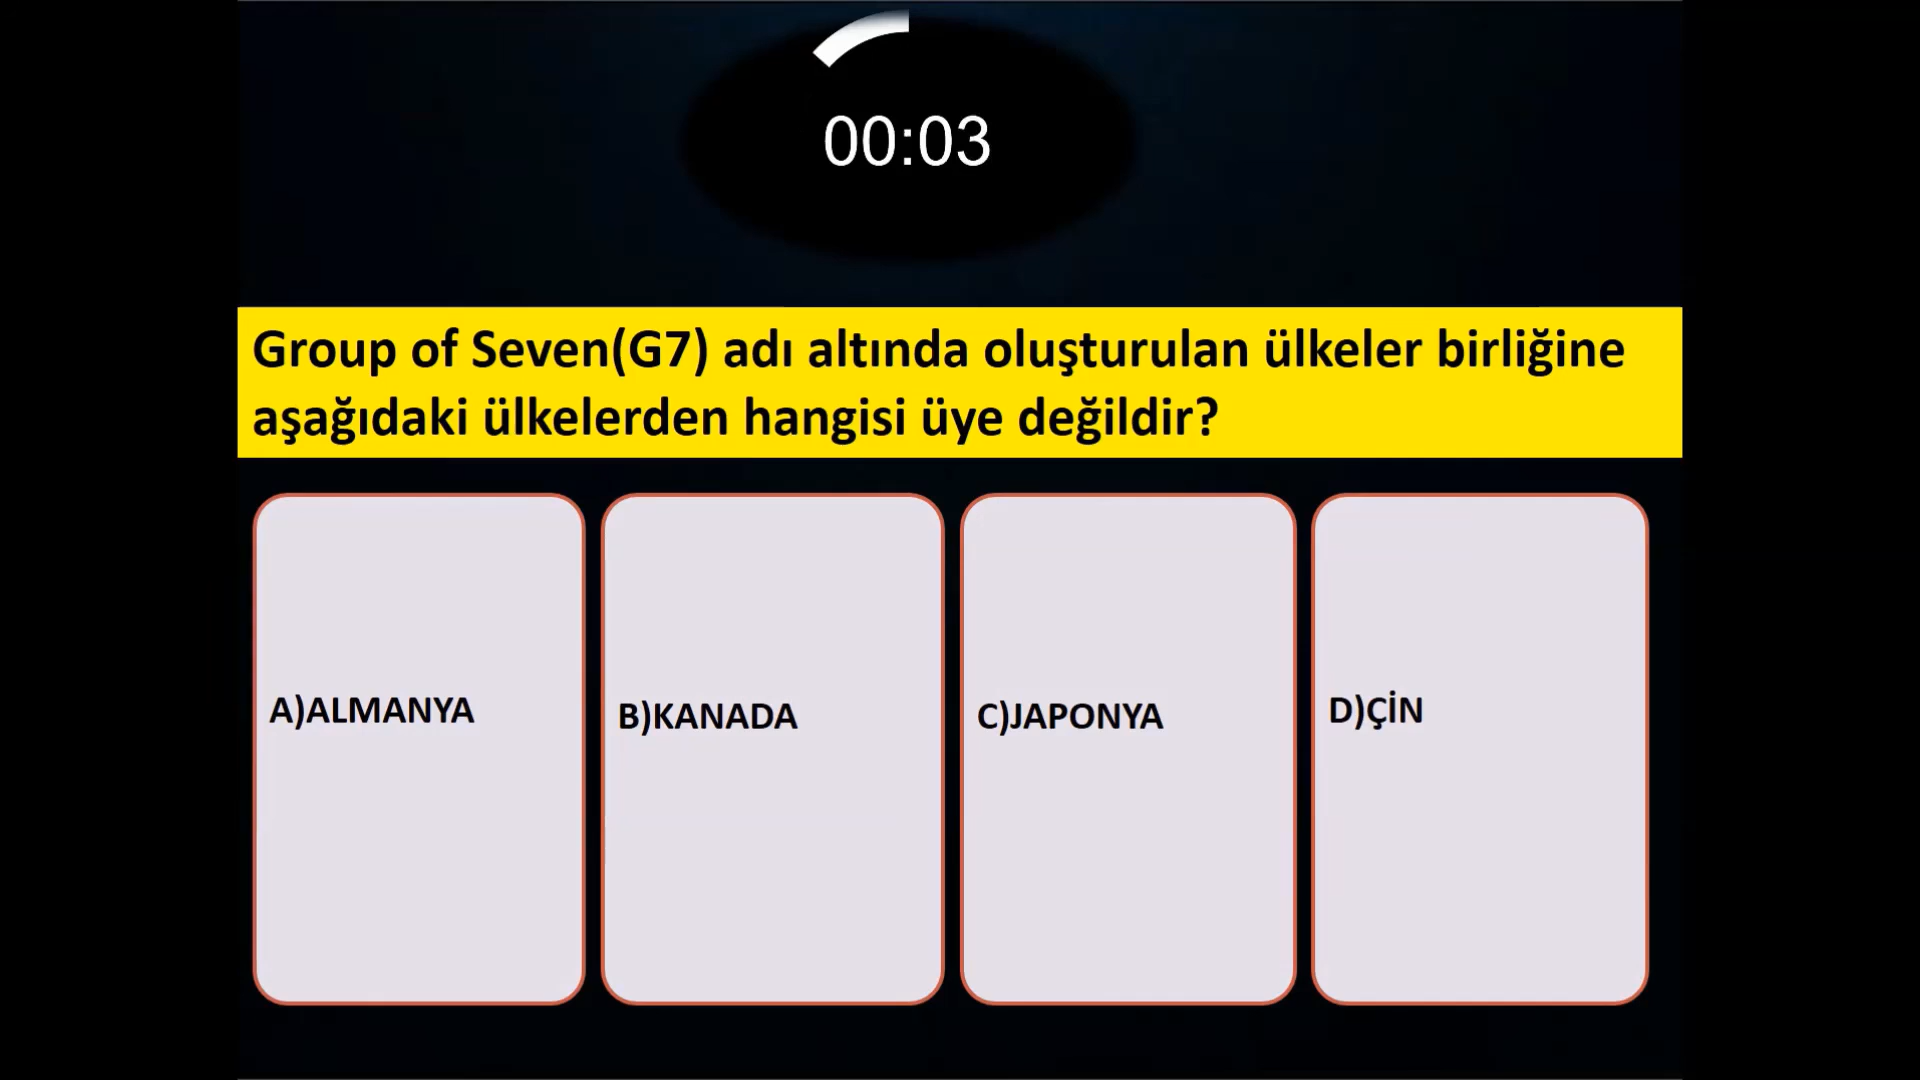 00:03
Group of Seven(G7) adı altında oluşturulan ülkeler birliğine
aşağıdaki ülkelerden hangisi üye değildir?
A)ALMANYA
B)KANADA
C)JAPONYA
D)ÇİN